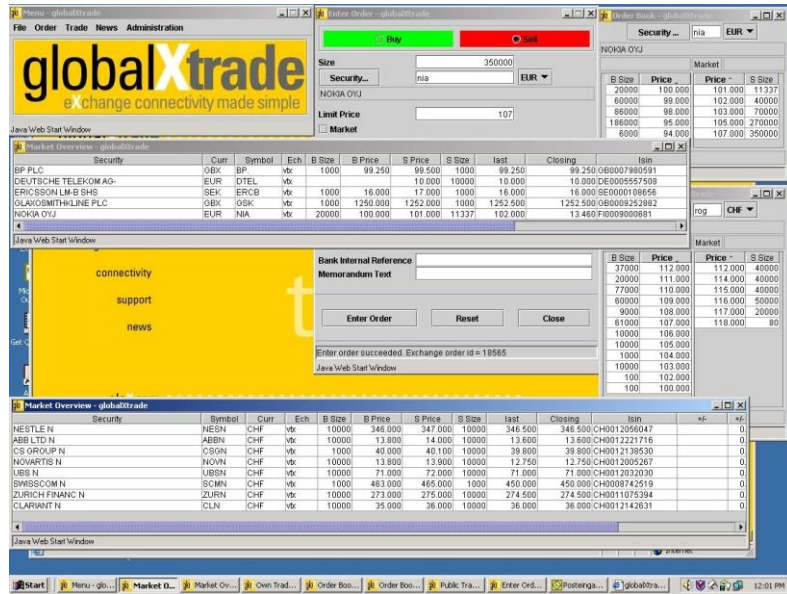 Menu - globalXtrade
File Order Trade News Administration
globalXtrade
eXchange connectivity made simple
Java Web Start Window
Enter Order - globalXtrade
Buy Sell
Size 350000
Security... nia EUR
NOKIA OYJ
Limit Price 107
Market
Order Book - globalXtrade
Security ... nia EUR
NOKIA OYJ
Market
B Size Price Price S Size
20000 100.000 101.000 11337
60000 99.000 102.000 40000
86000 98.000 103.000 70000
186000 95.000 105.000 270000
6000 94.000 107.000 350000
Market Overview - globalXtrade
Security Curr Symbol Ech B Size B Price S Price S Size last Closing Isin
BP PLC GBX BP. vtx 1000 99.250 99.500 1000 99.250 99.250 GB0007980591
DEUTSCHE TELEKOM AG- EUR DTEL vtx 10.000 10000 10.000 10.000 DE0005557508
ERICSSON LM-B SHS SEK ERCB vtx 1000 16.000 17.000 1000 16.000 16.000 SE0000108656
GLAXOSMITHKLINE PLC GBX GSK vtx 1000 1250.000 1252.000 1000 1252.500 1252.500 GB0009252882
NOKIA OYJ EUR NIA vtx 20000 100.000 101.000 11337 102.000 13.460 FI0009000681
Java Web Start Window
rog CHF
Market
B Size Price Price S Size
37000 112.000 112.000 40000
20000 111.000 114.000 40000
77000 110.000 115.000 40000
60000 109.000 116.000 50000
9000 108.000 117.000 20000
61000 107.000 118.000 80
10000 106.000
10000 105.000
1000 104.000
10000 103.000
100 102.000
100 100.000
connectivity
support
news
Bank Internal Reference
Memorandum Text
Enter Order Reset Close
Enter order succeeded. Exchange order id = 18565
Java Web Start Window
Market Overview - globalXtrade
Security Symbol Curr Ech B Size B Price S Price S Size last Closing Isin +/- +/-
NESTLE N NESN CHF vtx 10000 346.000 347.000 10000 346.500 346.500 CH0012056047 0.
ABB LTD N ABBN CHF vtx 10000 13.800 14.000 10000 13.600 13.600 CH0012221716 0.
CS GROUP N CSGN CHF vtx 1000 40.000 40.100 1000 39.800 39.800 CH0012138530 0.
NOVARTIS N NOVN CHF vtx 10000 13.800 13.900 10000 12.750 12.750 CH0012005267 0.
UBS N UBSN CHF vtx 10000 71.000 72.000 10000 71.000 71.000 CH0012032030 0.
SWISSCOM N SCMN CHF vtx 1000 463.000 465.000 1000 450.000 450.000 CH0008742519 0.
ZURICH FINANC N ZURN CHF vtx 10000 273.000 275.000 10000 274.500 274.500 CH0011075394 0.
CLARIANT N CLN CHF vtx 10000 35.000 36.000 10000 36.000 36.000 CH0012142631 0.
Java Web Start Window
Internet
Start Menu - glo... Market O... Market Ov... Own Trad... Order Boo... Order Boo... Public Tra... Enter Ord... Posteinga... globalXtra... 12:01 PM